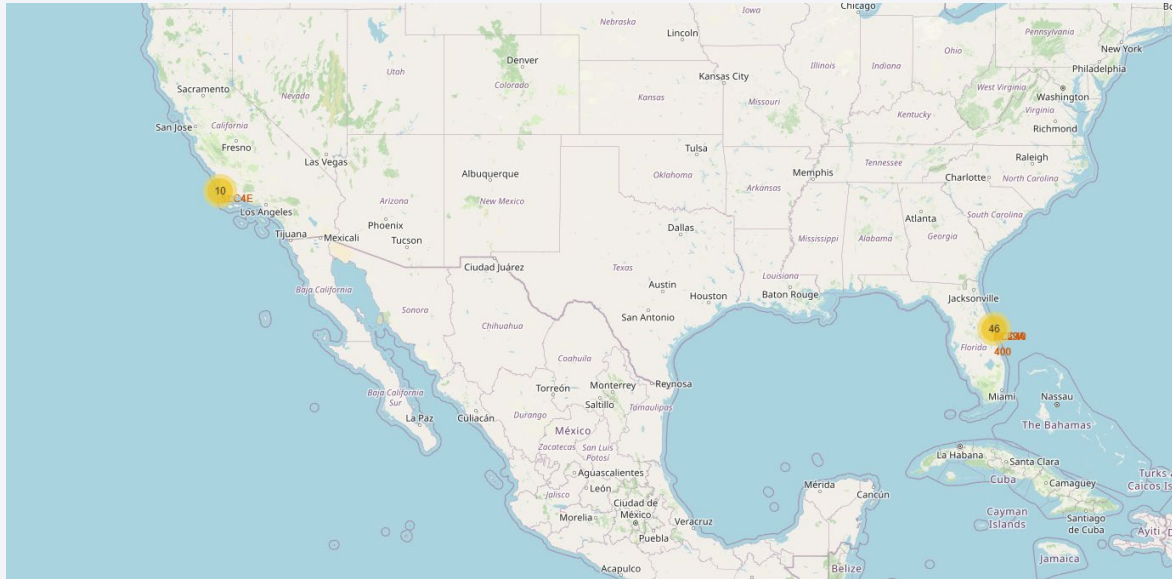 Chicago
Iowa
Nebraska
Lincoln
Pennsylvania
New York
Ohio
Denver
Utah
Illinois
Indiana
Philadelphia
Kansas City
Sacramento
Nevada
Colorado
Kansas
Missouri
West Virginia
Washington
San Jose
California
Kentucky
Virginia
Richmond
Fresno
Las Vegas
Tulsa
Raleigh
Albuquerque
Oklahoma
Memphis
Tennessee
Charlotte
North Carolina
10
C4E
Arizona
New Mexico
Arkansas
Los Angeles
Atlanta
South Carolina
Phoenix
Dallas
Tijuana
Mexicali
Tucson
Mississippi
Alabama
Georgia
Ciudad Juárez
Texas
Louisiana
Baja California
Austin
Houston
Baton Rouge
Jacksonville
Sonora
San Antonio
46
Chihuahua
Florida
400
Coahuila
Torreón
Monterrey
Reynosa
Baja California
Sur
Saltillo
Miami
Nassau
La Paz
Culiacán
Durango
Tamaulipas
México
The Bahamas
Zacatecas
San Luis
Potosí
La Habana
Santa Clara
Aguascalientes
Cuba
Turks
Caicos Is
León
Jalisco
Mérida
Cancún
Camaguey
Ciudad de
México
Morelia
Veracruz
Cayman
Islands
Santiago
de Cuba
Puebla
Ayiti
Jamaica
Acapulco
Belize